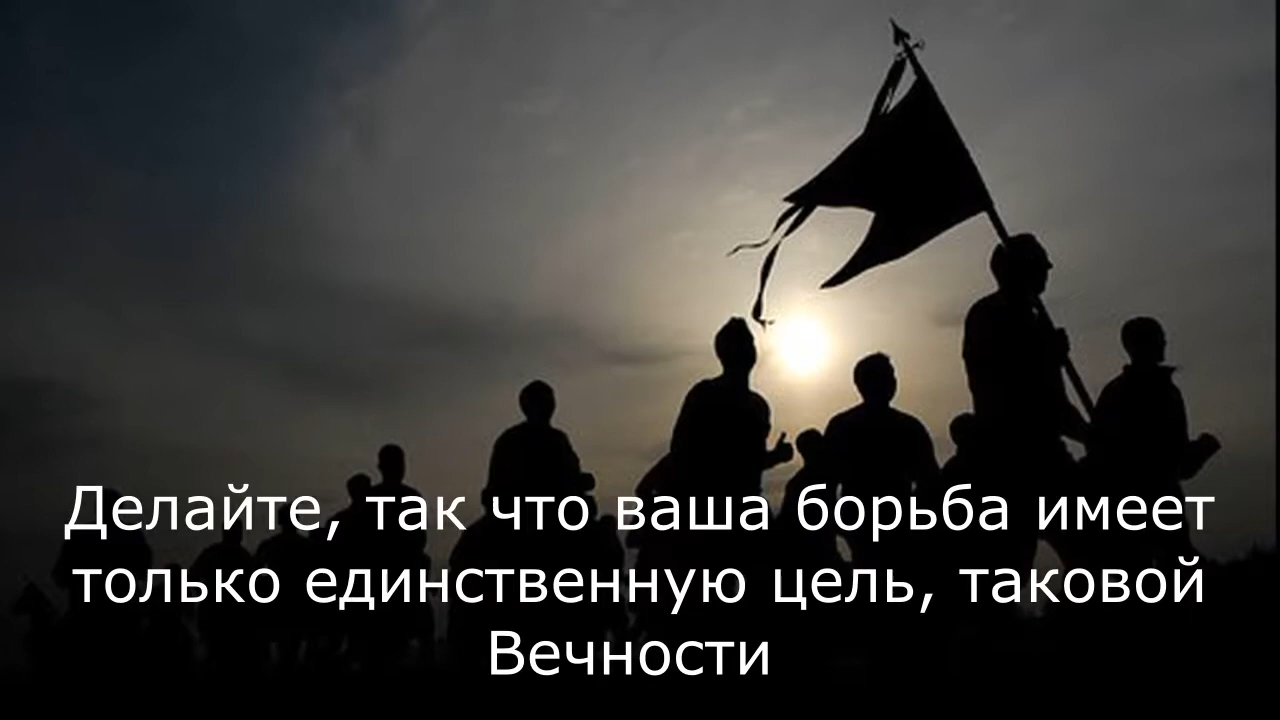 Делайте, так что ваша борьба имеет
только единственную цель, таковой
Вечности